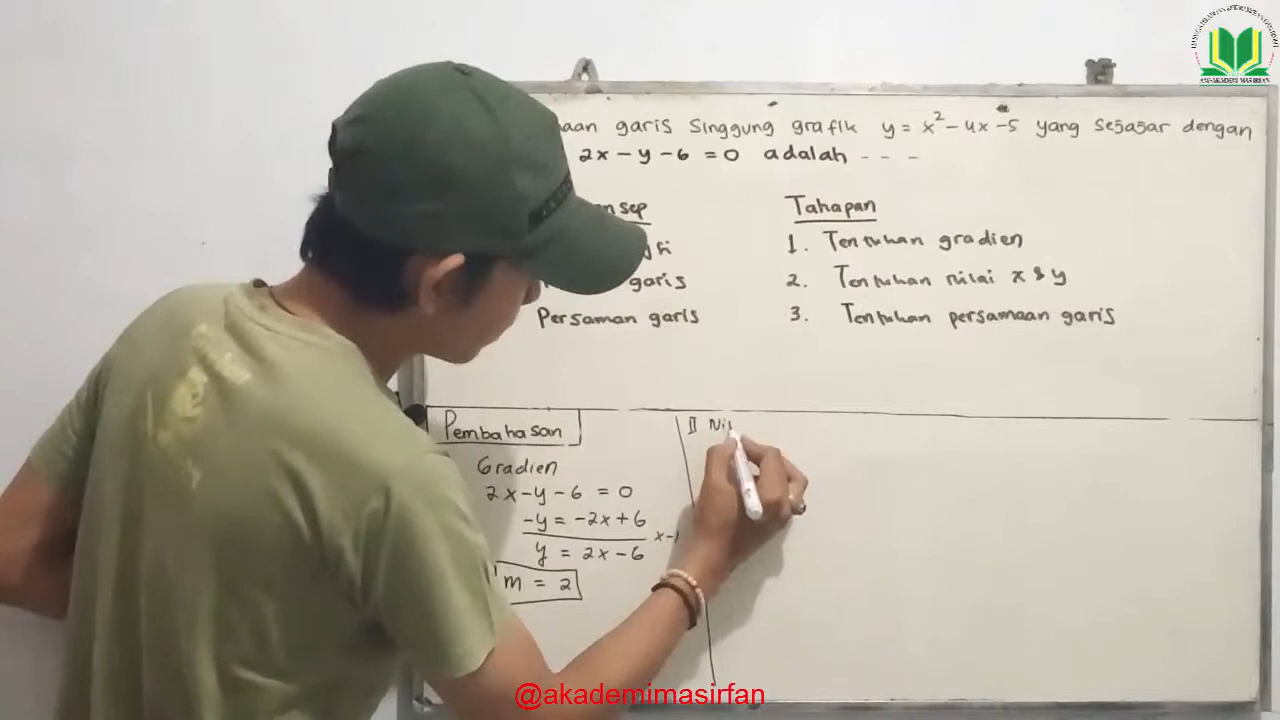 garis singgung grafik y = x² - 4x - 5 yang sejajar dengan
2x - y - 6 = 0 adalah - - -
Tahapan
1. Tentukan gradien
garis
2. Tentukan nilai x & y
Persaman garis
3. Tentukan persamaan garis
Pembahasan
Gradien
2x - y - 6 = 0
-y = -2x + 6
x -1
y = 2x - 6
m = 2
II
@akademimasirfan